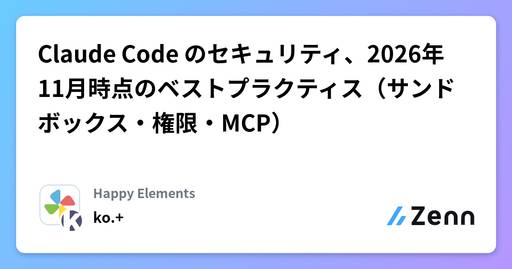 Claude Code のセキュリティ、2026年
11月時点のベストプラクティス（サンド
ボックス・権限・MCP）
Happy Elements
ko.+
K
Zenn